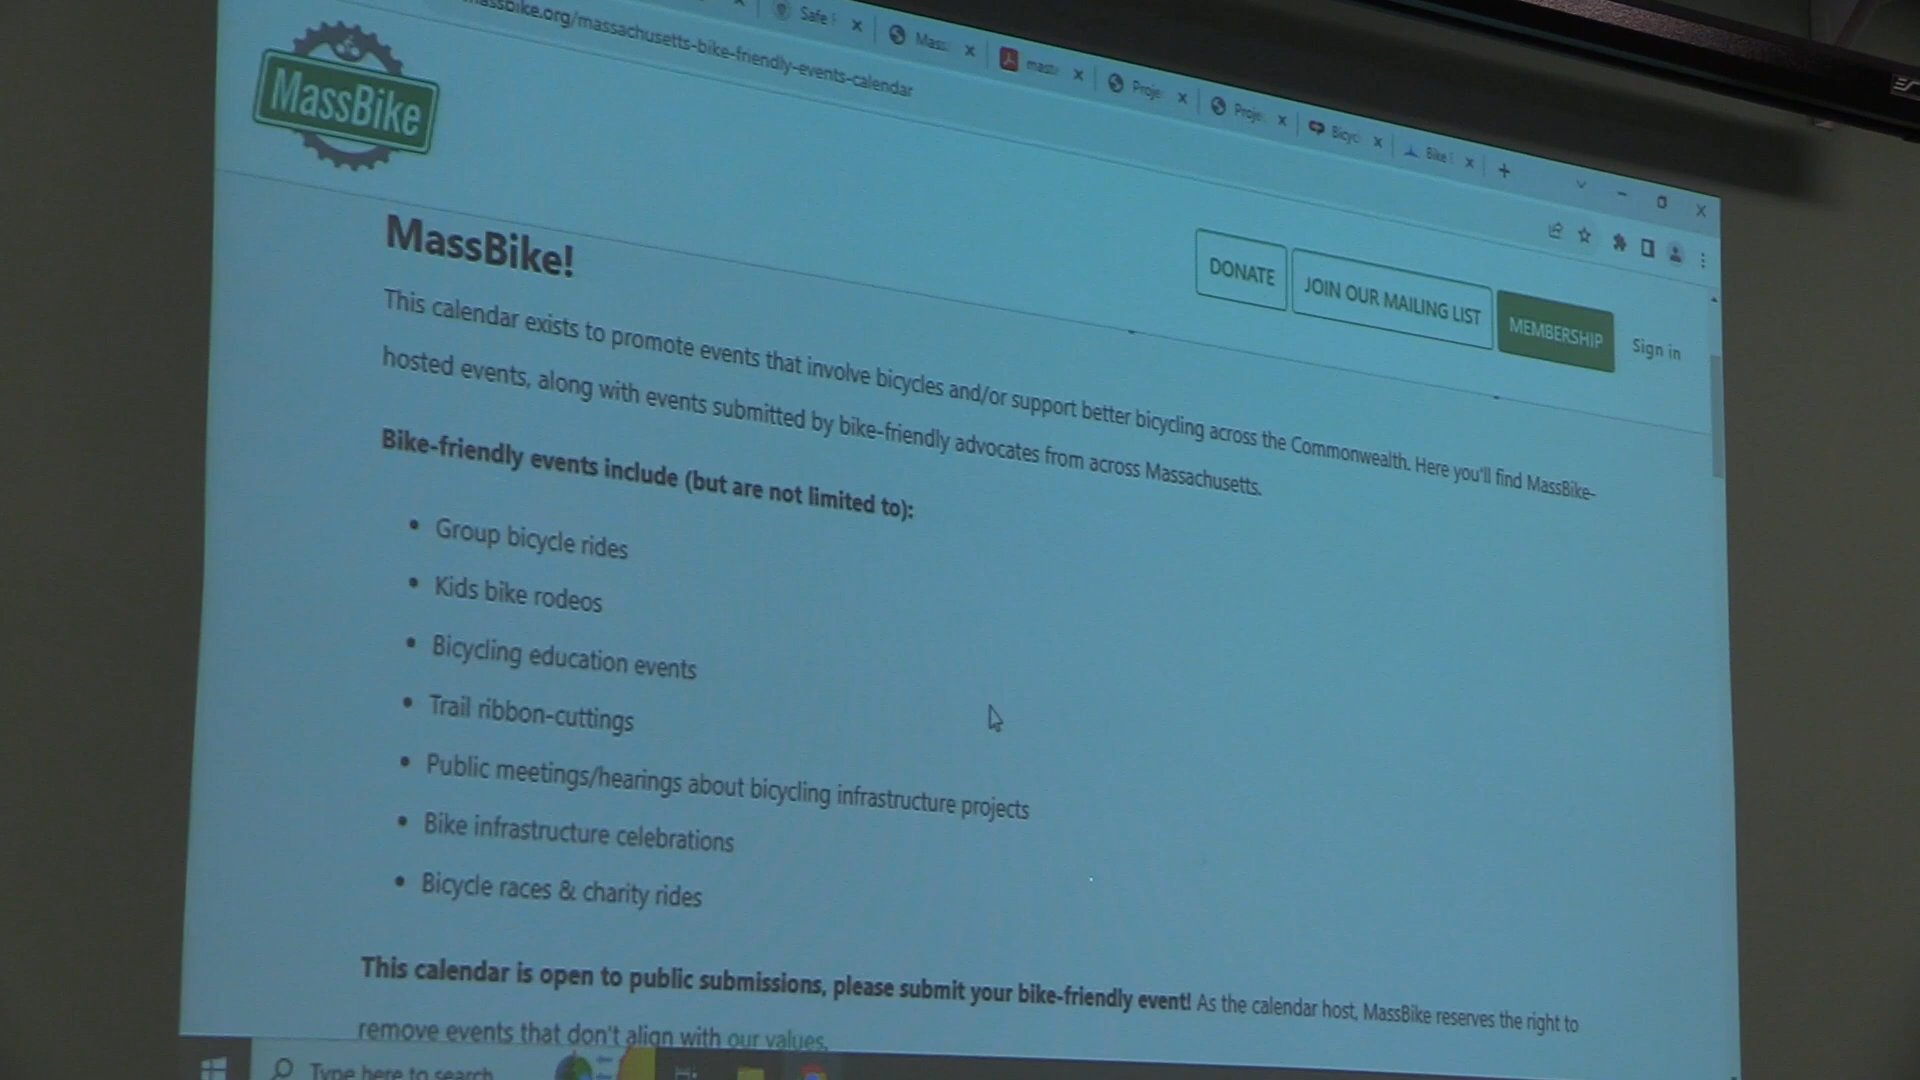 Safe
Mass
mast
Proje
Proje
Bicyc
Bike
massbike.org/massachusetts-bike-friendly-events-calendar
MassBike
DONATE
JOIN OUR MAILING LIST
MEMBERSHIP
Sign in
MassBike!
This calendar exists to promote events that involve bicycles and/or support better bicycling across the Commonwealth. Here you'll find MassBike-
hosted events, along with events submitted by bike-friendly advocates from across Massachusetts.
Bike-friendly events include (but are not limited to):
• Group bicycle rides
• Kids bike rodeos
• Bicycling education events
• Trail ribbon-cuttings
• Public meetings/hearings about bicycling infrastructure projects
• Bike infrastructure celebrations
• Bicycle races & charity rides
This calendar is open to public submissions, please submit your bike-friendly event! As the calendar host, MassBike reserves the right to
remove events that don't align with our values.
Type here to search